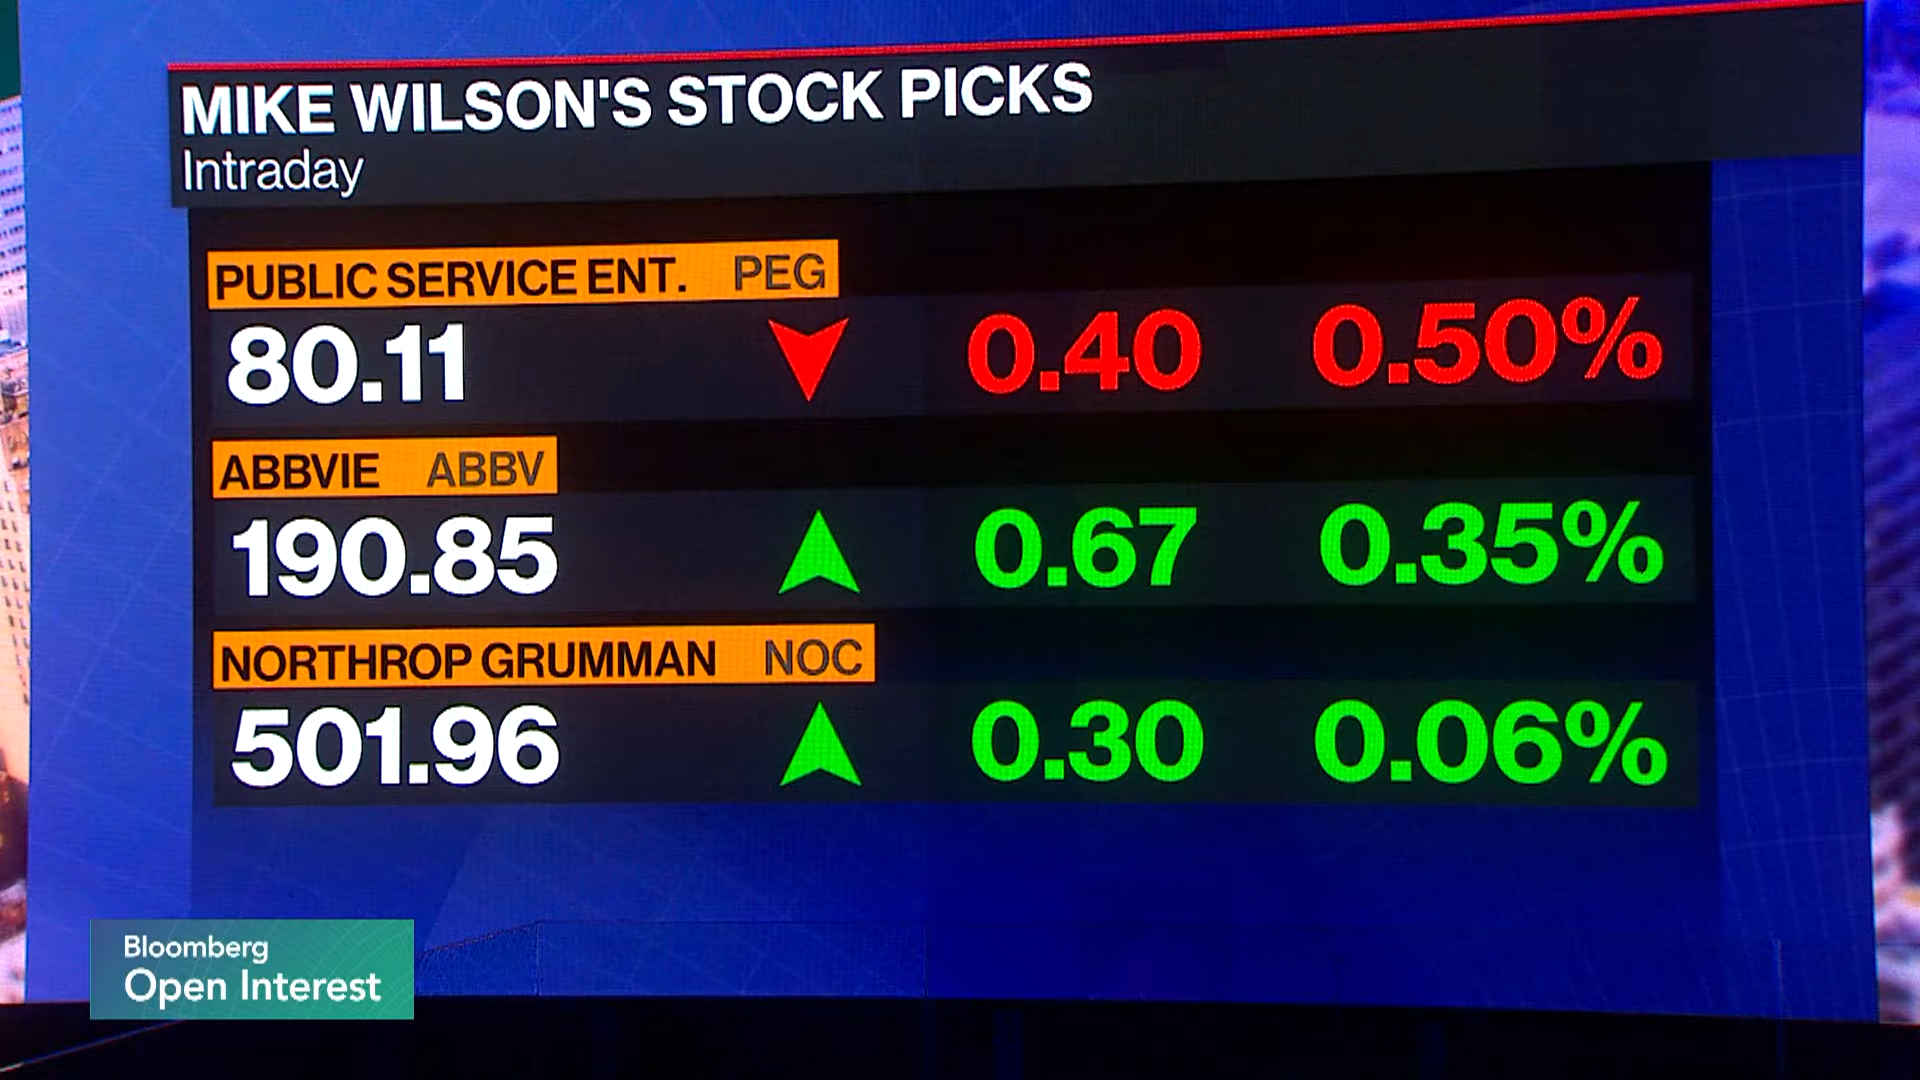 MIKE WILSON'S STOCK PICKS
Intraday
PUBLIC SERVICE ENT. PEG
80.11 0.40 0.50%
ABBVIE ABBV
190.85 0.67 0.35%
NORTHROP GRUMMAN NOC
501.96 0.30 0.06%
Bloomberg
Open Interest